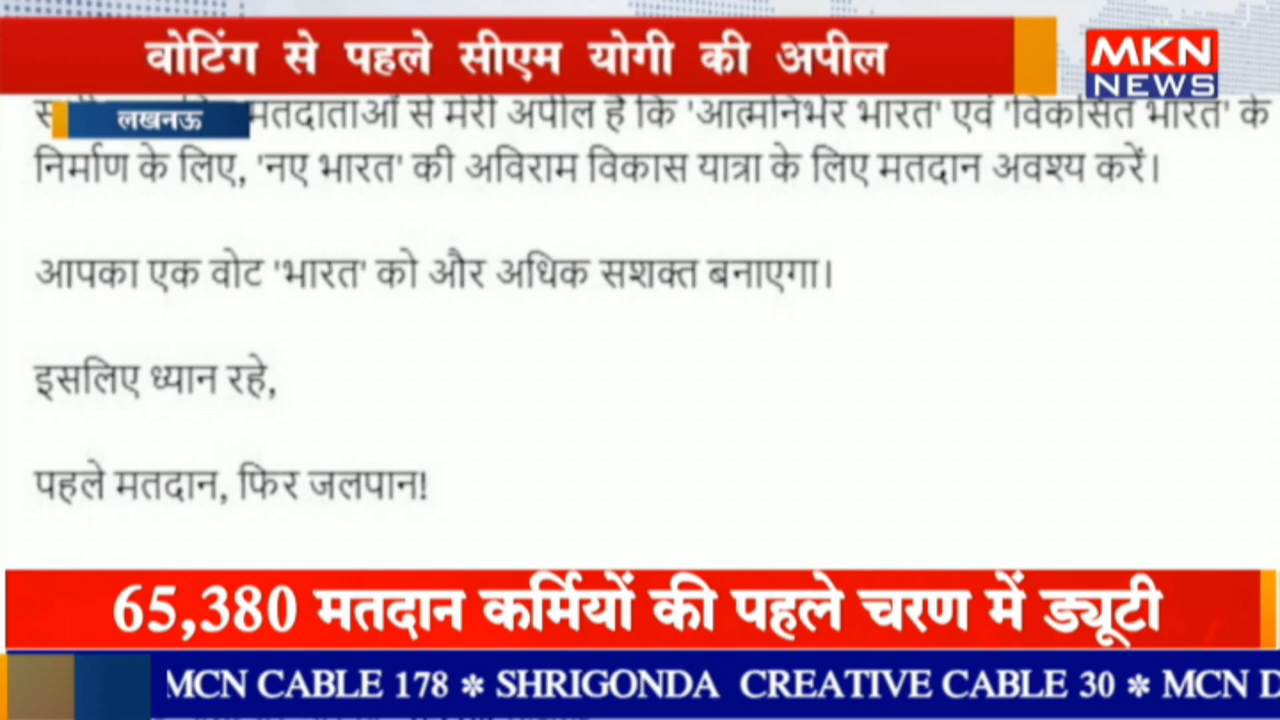 वोटिंग से पहले सीएम योगी की अपील
MKN
NEWS
लखनऊ
मतदाताओं से मेरी अपील है कि 'आत्मनिर्भर भारत' एवं 'विकसित भारत' के
निर्माण के लिए, 'नए भारत' की अविराम विकास यात्रा के लिए मतदान अवश्य करें।
आपका एक वोट 'भारत' को और अधिक सशक्त बनाएगा।
इसलिए ध्यान रहे,
पहले मतदान, फिर जलपान!
65,380 मतदान कर्मियों की पहले चरण में ड्यूटी
MCN CABLE 178 * SHRIGONDA CREATIVE CABLE 30 * MCN D